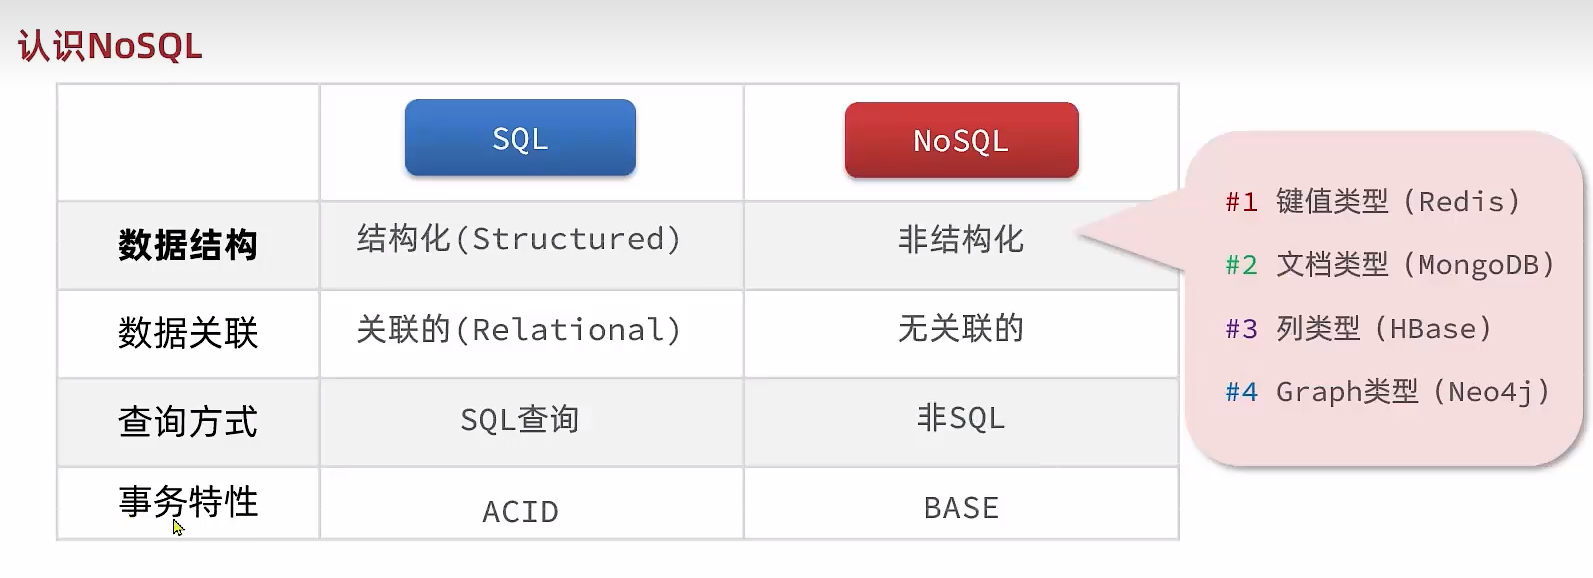 认识NoSQL
SQL
NoSQL
数据结构
结构化(Structured)
非结构化
数据关联
关联的(Relational)
无关联的
查询方式
SQL查询
非SQL
事务特性
ACID
BASE
#1 键值类型（Redis）
#2 文档类型（MongoDB）
#3 列类型（HBase）
#4 Graph类型（Neo4j）